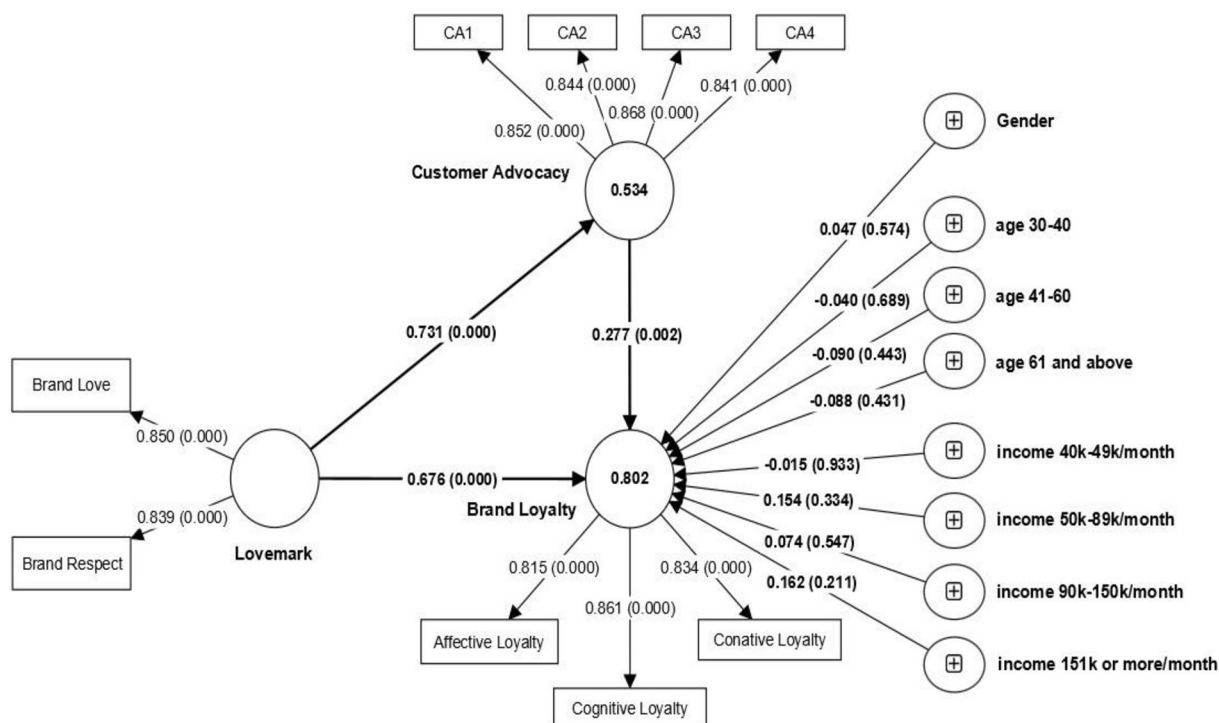 CA1
CA2
CA3
CA4
0.852 (0.000)
0.844 (0.000)
0.868 (0.000)
0.841 (0.000)
Customer Advocacy
0.534
Gender
age 30-40
age 41-60
age 61 and above
income 40k-49k/month
income 50k-89k/month
income 90k-150k/month
income 151k or more/month
0.047 (0.574)
-0.040 (0.689)
-0.090 (0.443)
-0.088 (0.431)
-0.015 (0.933)
0.154 (0.334)
0.074 (0.547)
0.162 (0.211)
0.731 (0.000)
0.277 (0.002)
Brand Love
0.850 (0.000)
0.839 (0.000)
Brand Respect
Lovemark
0.676 (0.000)
0.802
Brand Loyalty
0.815 (0.000)
0.861 (0.000)
0.834 (0.000)
Affective Loyalty
Cognitive Loyalty
Conative Loyalty